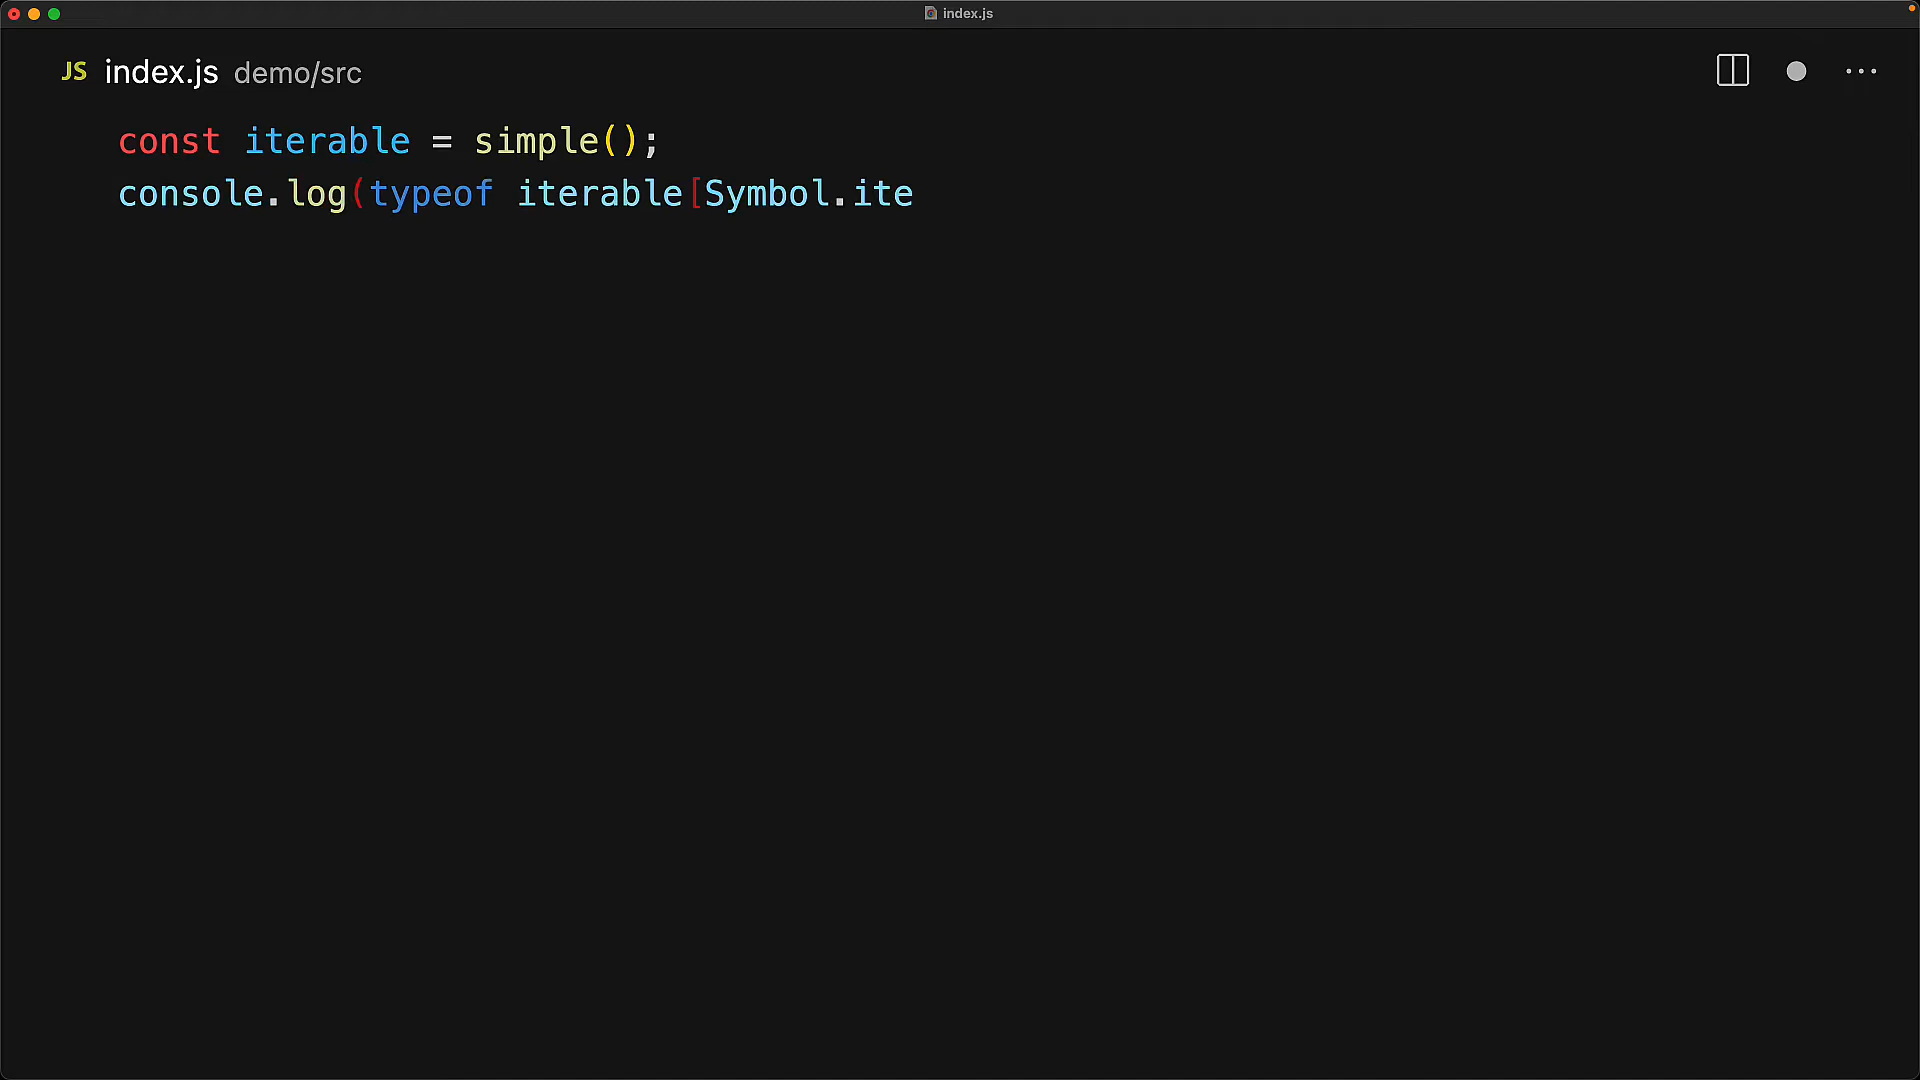 index.js
JS index.js demo/src
const iterable = simple();
console.log(typeof iterable[Symbol.ite